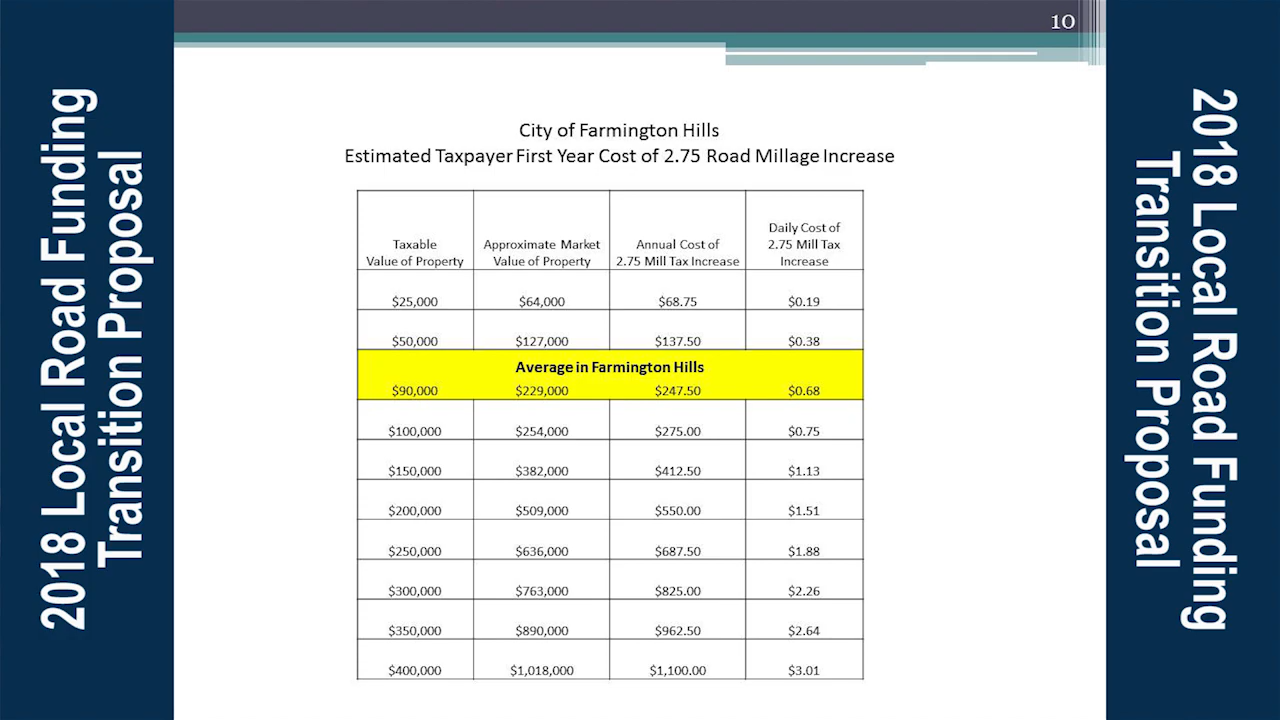 10
2018 Local Road Funding
Transition Proposal
City of Farmington Hills
Estimated Taxpayer First Year Cost of 2.75 Road Millage Increase
Taxable
Value of Property
Approximate Market
Value of Property
Annual Cost of
2.75 Mill Tax Increase
Daily Cost of
2.75 Mill Tax
Increase
$25,000 $64,000 $68.75 $0.19
$50,000 $127,000 $137.50 $0.38
Average in Farmington Hills
$90,000 $229,000 $247.50 $0.68
$100,000 $254,000 $275.00 $0.75
$150,000 $382,000 $412.50 $1.13
$200,000 $509,000 $550.00 $1.51
$250,000 $636,000 $687.50 $1.88
$300,000 $763,000 $825.00 $2.26
$350,000 $890,000 $962.50 $2.64
$400,000 $1,018,000 $1,100.00 $3.01
2018 Local Road Funding
Transition Proposal